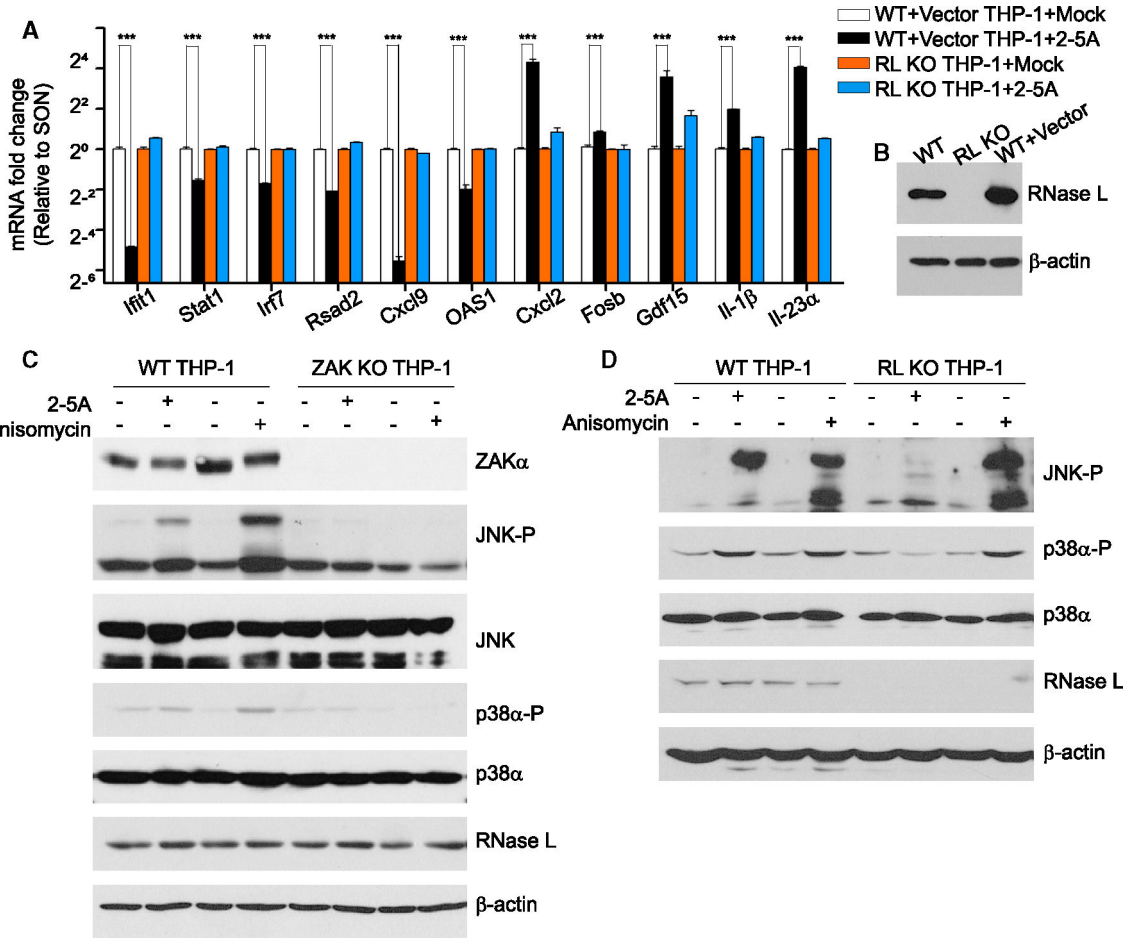 A
WT+Vector THP-1+Mock
WT+Vector THP-1+2-5A
RL KO THP-1+Mock
RL KO THP-1+2-5A
mRNA fold change
(Relative to SON)
2⁴
2⁴
2²
2⁰
2⁻²
2⁻⁴
2⁻⁶
*** *** *** *** *** *** *** *** *** *** ***
Ifit1 Stat1 Irf7 Rsad2 Cxcl9 OAS1 Cxcl2 Fosb Gdf15 Il-1β Il-23α
B
WT RL KO WT+Vector
RNase L
β-actin
C
WT THP-1 ZAK KO THP-1
2-5A - + - - - + - -
nisomycin - - - + - - - +
ZAKα
JNK-P
JNK
p38α-P
p38α
RNase L
β-actin
D
WT THP-1 RL KO THP-1
2-5A - + - - - + - -
Anisomycin - - - + - - - +
JNK-P
p38α-P
p38α
RNase L
β-actin